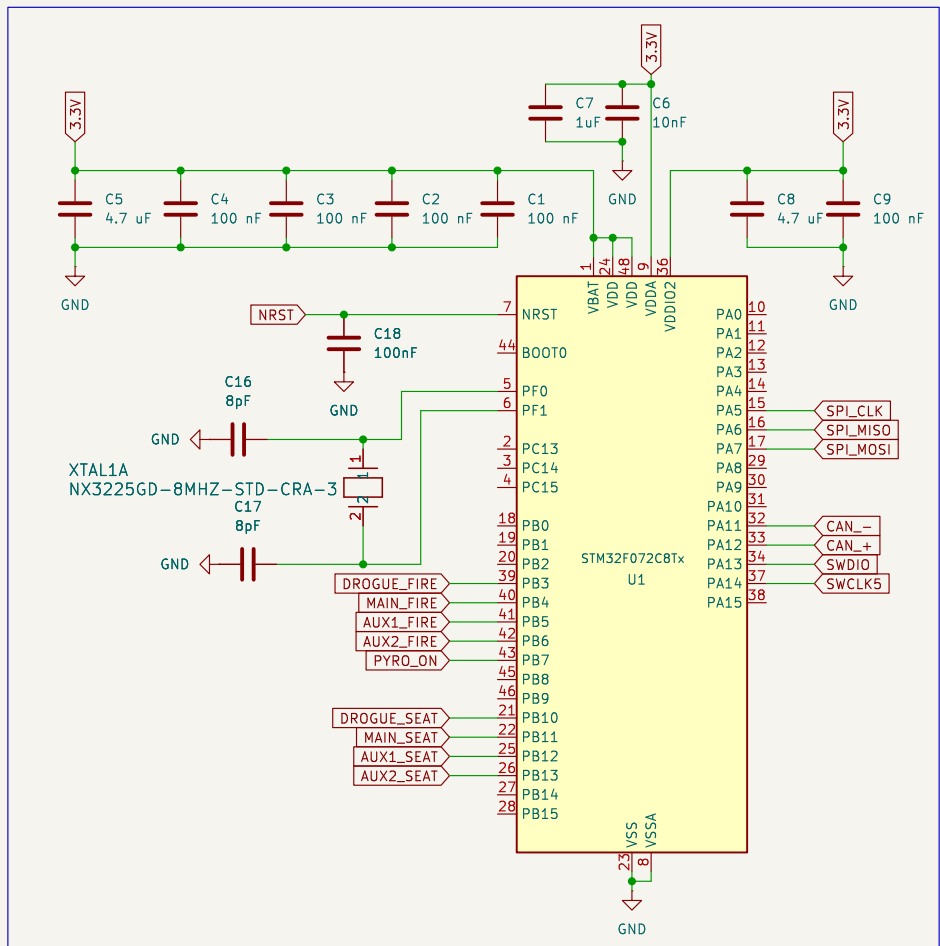 3.3V
3.3V
3.3V
C7
1uF
C6
10nF
GND
C5
4.7 uF
C4
100 nF
C3
100 nF
C2
100 nF
C1
100 nF
C8
4.7 uF
C9
100 nF
GND
GND
1
24
48
9
36
VBAT
VDD
VDD
VDDA
VDDIO2
NRST
7
NRST
C18
100nF
GND
44
BOOT0
5
PF0
6
PF1
C16
8pF
GND
XTAL1A
NX3225GD-8MHZ-STD-CRA-3
1
1
2
2
C17
8pF
GND
2
PC13
3
PC14
4
PC15
18
PB0
19
PB1
20
PB2
DROGUE_FIRE
39
PB3
MAIN_FIRE
40
PB4
AUX1_FIRE
41
PB5
AUX2_FIRE
42
PB6
PYRO_ON
43
PB7
45
PB8
46
PB9
DROGUE_SEAT
21
PB10
MAIN_SEAT
22
PB11
AUX1_SEAT
25
PB12
AUX2_SEAT
26
PB13
27
PB14
28
PB15
STM32F072C8Tx
U1
PA0
10
PA1
11
PA2
12
PA3
13
PA4
14
PA5
15
SPI_CLK
PA6
16
SPI_MISO
PA7
17
SPI_MOSI
PA8
29
PA9
30
PA10
31
PA11
32
CAN_-
PA12
33
CAN_+
PA13
34
SWDIO
PA14
37
SWCLK5
PA15
38
VSS
VSSA
23
8
GND